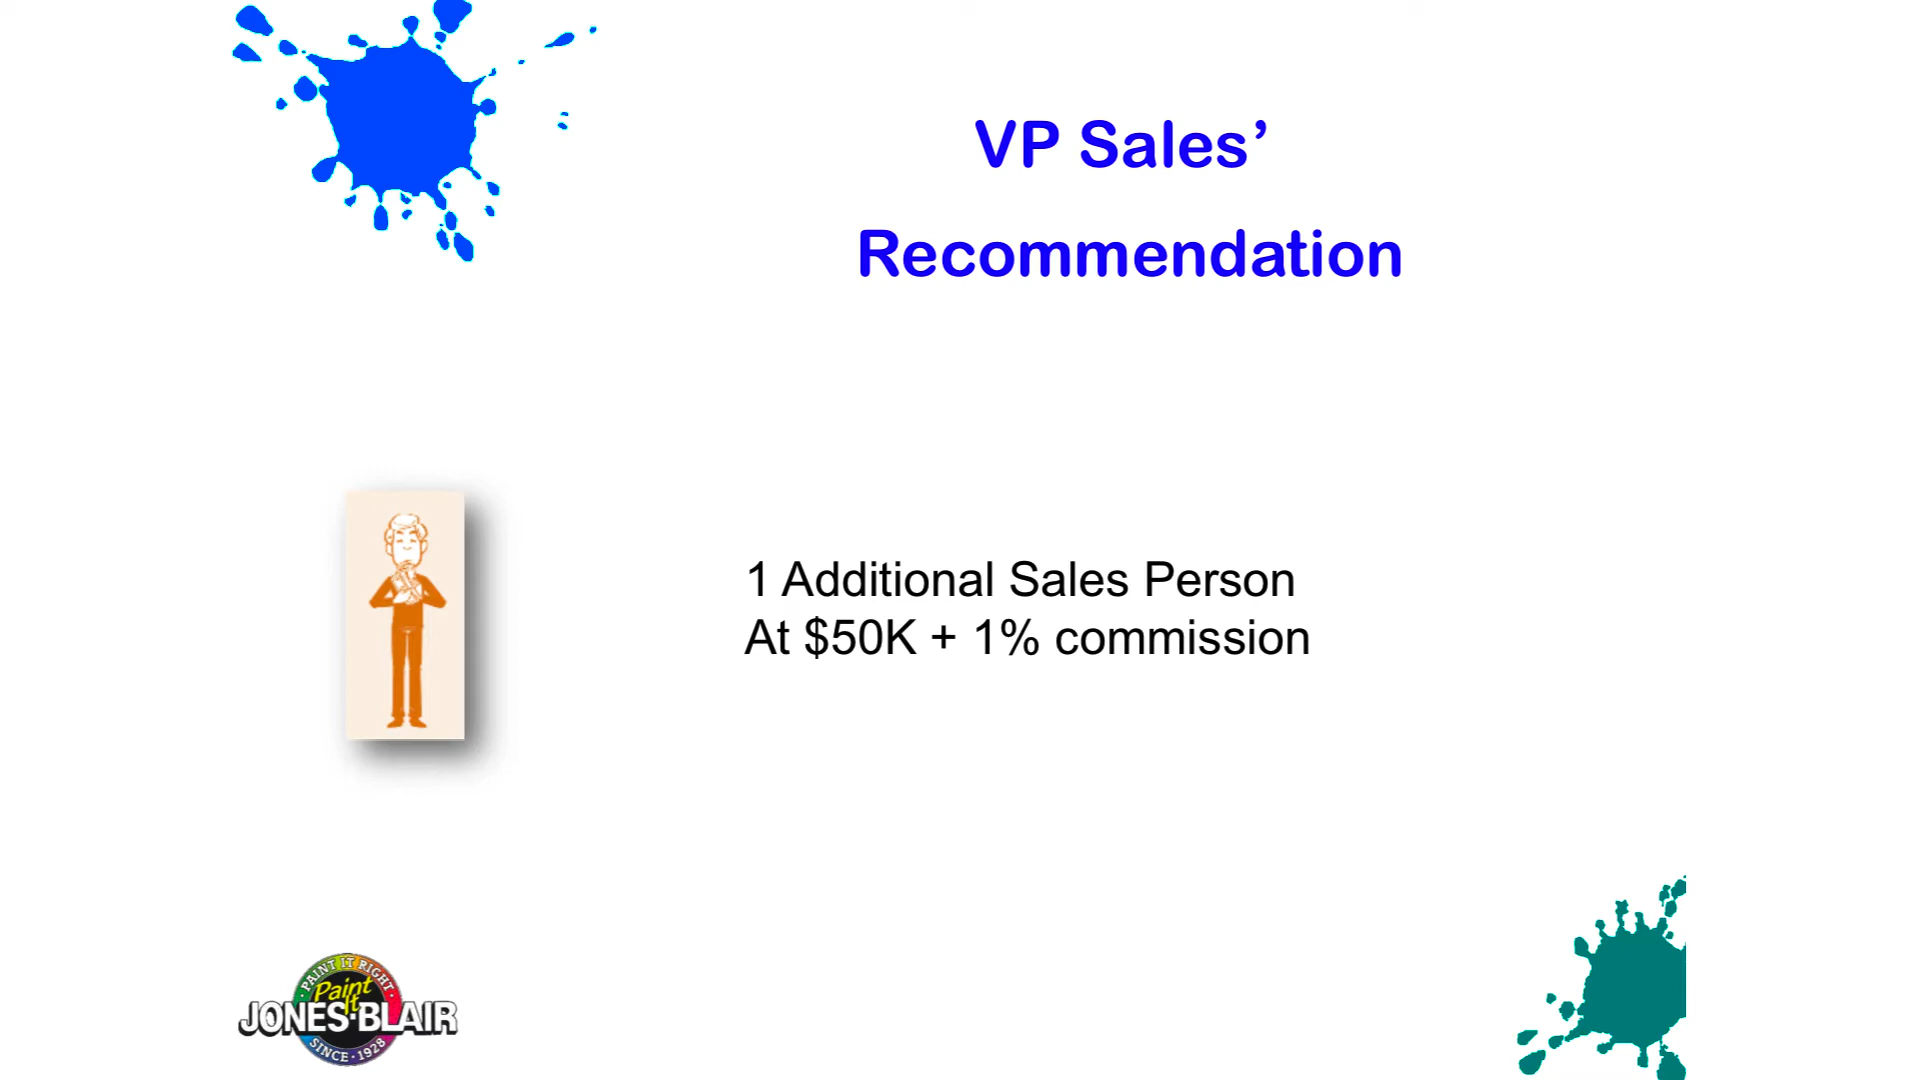 VP Sales’
Recommendation
1 Additional Sales Person
At $50K + 1% commission
PAINT IT RIGHT
Paint
It
JONES·BLAIR
SINCE · 1928